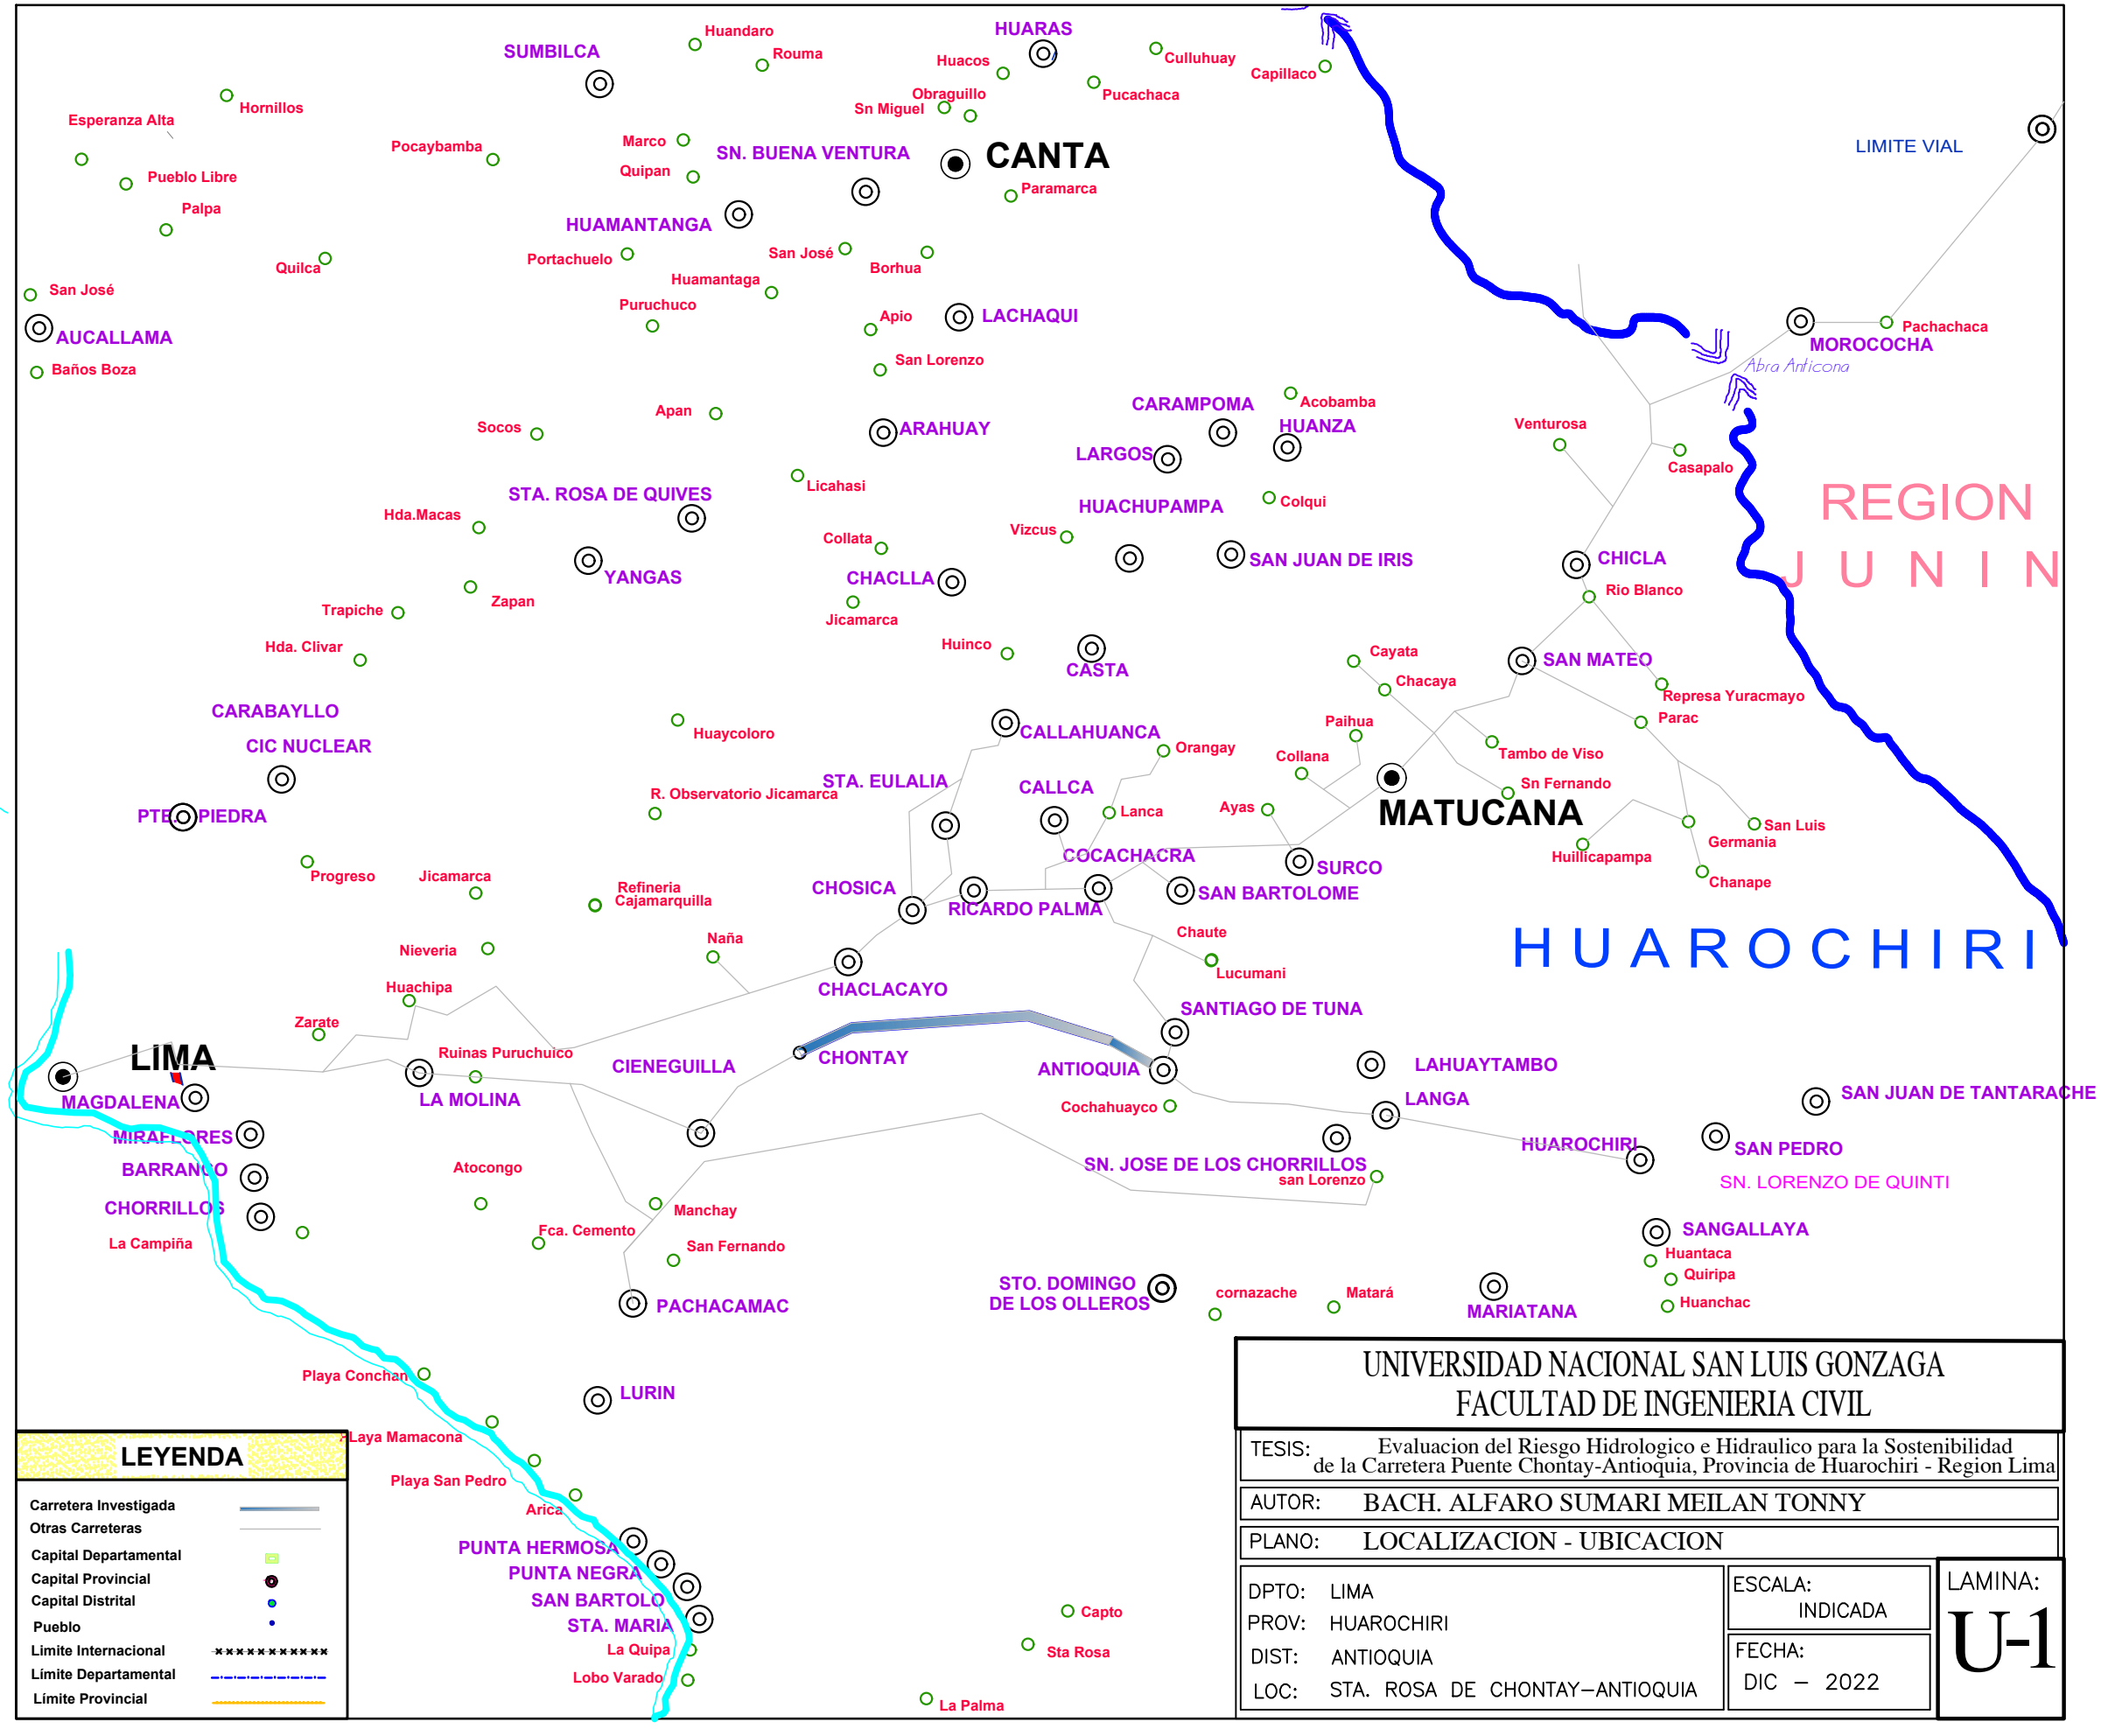 HUARAS
Huandaro
SUMBILCA
Rouma
Huacos
Culluhuay
Capillaco
Pucachaca
Obraguillo
Sn Miguel
Hornillos
Esperanza Alta
Pocaybamba
Marco
SN. BUENA VENTURA
CANTA
LIMITE VIAL
Quipan
Pueblo Libre
Paramarca
Palpa
HUAMANTANGA
Portachuelo
San José
Borhua
Quilca
Huamantaga
San José
Puruchuco
Apio
LACHAQUI
Pachachaca
AUCALLAMA
MOROCOCHA
Baños Boza
San Lorenzo
Abra Anticona
Apan
CARAMPOMA
Acobamba
Socos
ARAHUAY
HUANZA
Venturosa
LARGOS
Casapalo
STA. ROSA DE QUIVES
Licahasi
HUACHUPAMPA
Colqui
REGION
JUNIN
Hda.Macas
Vizcus
Collata
YANGAS
CHACLLA
SAN JUAN DE IRIS
CHICLA
Zapan
Rio Blanco
Trapiche
Jicamarca
Hda. Clivar
Huinco
CASTA
Cayata
SAN MATEO
Chacaya
Represa Yuracmayo
CARABAYLLO
Huaycoloro
CALLAHUANCA
Paihua
Parac
CIC NUCLEAR
Orangay
Collana
Tambo de Viso
STA. EULALIA
CALLCA
R. Observatorio Jicamarca
Sn Fernando
PTE. PIEDRA
Lanca
Ayas
MATUCANA
San Luis
Germania
Huillicapampa
COCACHACRA
Progreso
Jicamarca
Refineria
Cajamarquilla
CHOSICA
SURCO
Chanape
RICARDO PALMA
SAN BARTOLOME
Nieveria
Naña
Chaute
Lucumani
HUAROCHIRI
Huachipa
CHACLACAYO
SANTIAGO DE TUNA
Zarate
LIMA
Ruinas Puruchuico
CIENEGUILLA
CHONTAY
ANTIOQUIA
LAHUAYTAMBO
MAGDALENA
LA MOLINA
Cochahuayco
LANGA
SAN JUAN DE TANTARACHE
MIRAFLORES
HUAROCHIRI
SAN PEDRO
BARRANCO
Atocongo
SN. JOSE DE LOS CHORRILLOS
san Lorenzo
SN. LORENZO DE QUINTI
CHORRILLOS
Manchay
La Campiña
Fca. Cemento
San Fernando
SANGALLAYA
Huantaca
Quiripa
Huanchac
PACHACAMAC
STO. DOMINGO
DE LOS OLLEROS
cornazache
Matará
MARIATANA
Playa Conchan
LURIN
PLaya Mamacona
Playa San Pedro
Arica
PUNTA HERMOSA
PUNTA NEGRA
SAN BARTOLO
STA. MARIA
La Quipa
Lobo Varado
Capto
Sta Rosa
La Palma
LEYENDA
Carretera Investigada
Otras Carreteras
Capital Departamental
Capital Provincial
Capital Distrital
Pueblo
Limite Internacional
Límite Departamental
Límite Provincial
UNIVERSIDAD NACIONAL SAN LUIS GONZAGA
FACULTAD DE INGENIERIA CIVIL
TESIS: Evaluacion del Riesgo Hidrologico e Hidraulico para la Sostenibilidad
de la Carretera Puente Chontay-Antioquia, Provincia de Huarochiri - Region Lima
AUTOR: BACH. ALFARO SUMARI MEILAN TONNY
PLANO: LOCALIZACION - UBICACION
DPTO: LIMA
PROV: HUAROCHIRI
DIST: ANTIOQUIA
LOC: STA. ROSA DE CHONTAY-ANTIOQUIA
ESCALA:
INDICADA
FECHA:
DIC - 2022
LAMINA:
U-1